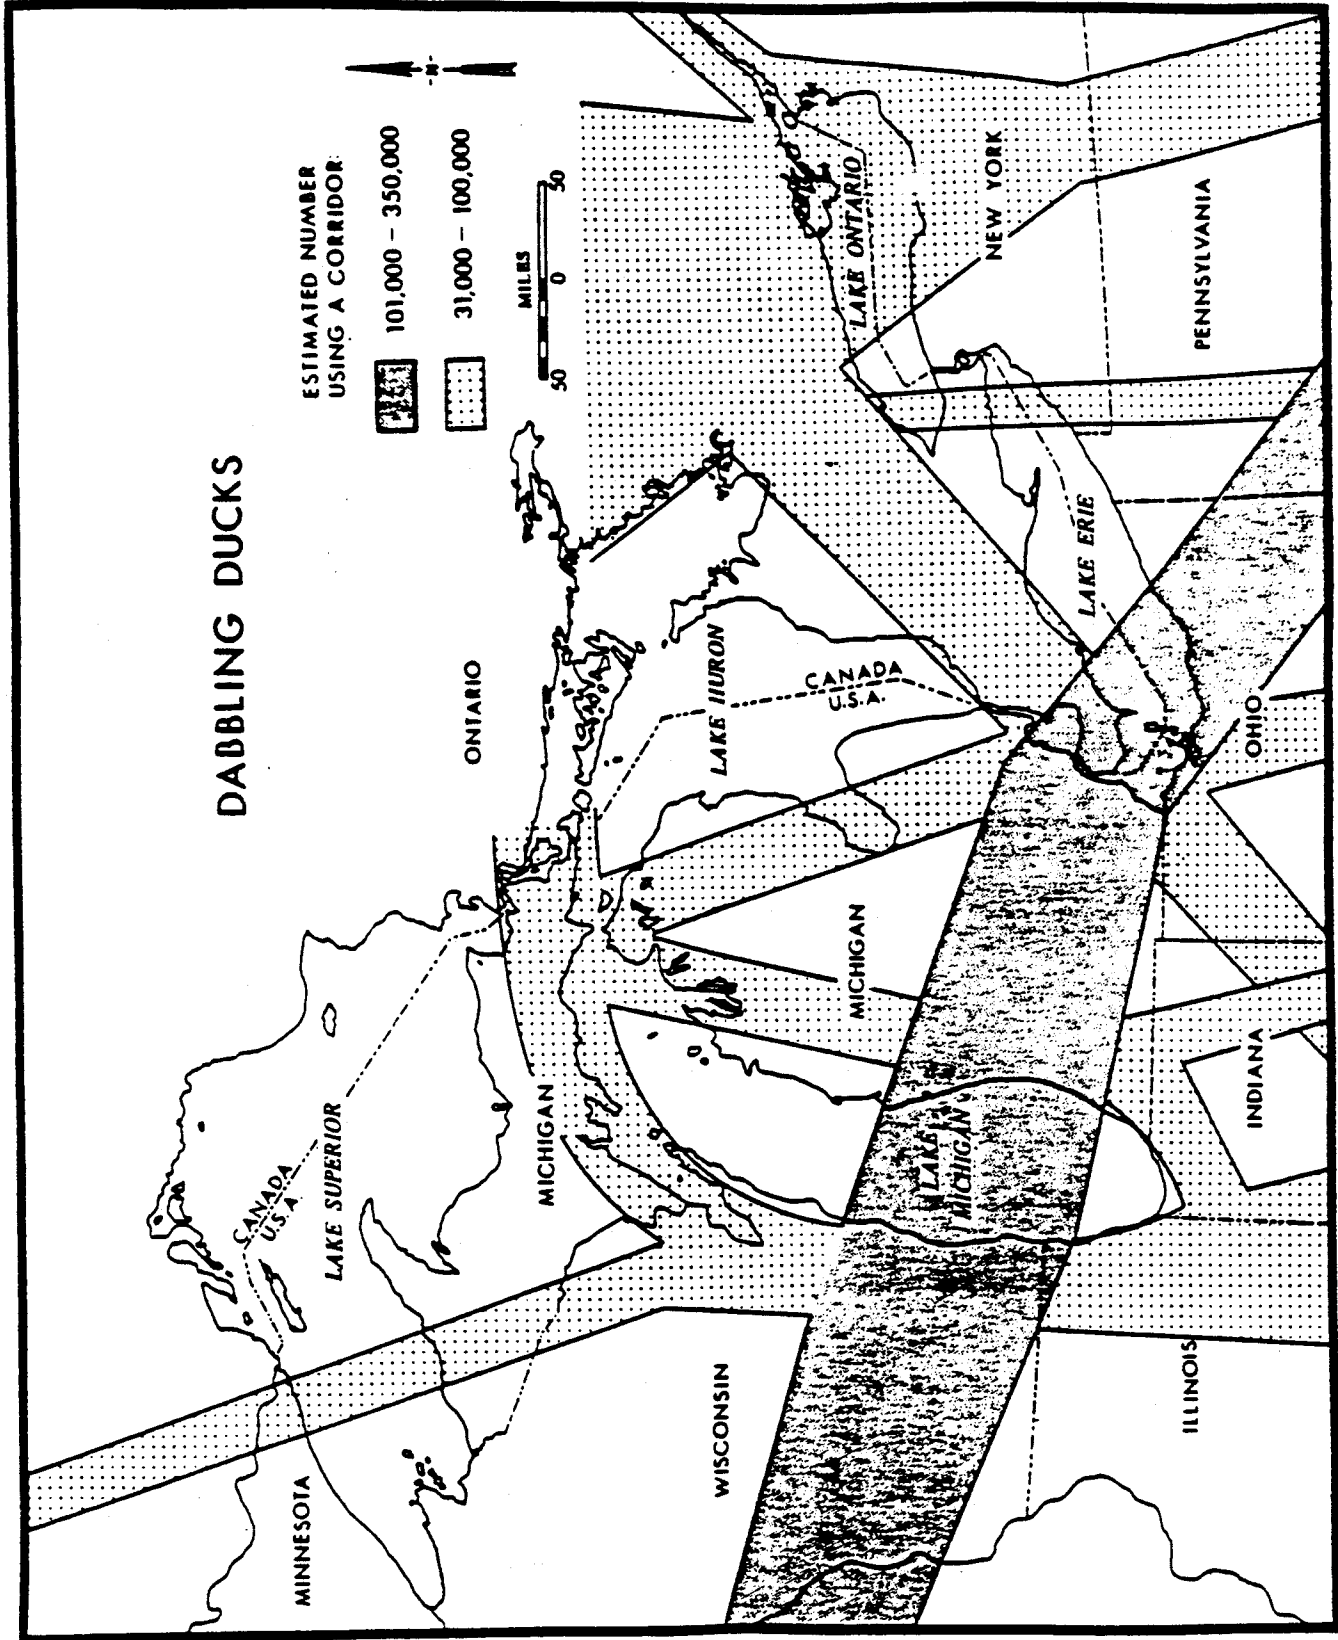 DABBLING DUCKS
ESTIMATED NUMBER
USING A CORRIDOR
101,000 – 350,000
31,000 – 100,000
MILES
50 0 50
N
ONTARIO
CANADA
U.S.A.
LAKE SUPERIOR
MINNESOTA
MICHIGAN
LAKE HURON
CANADA
U.S.A.
WISCONSIN
MICHIGAN
LAKE ONTARIO
LAKE
MICHIGAN
NEW YORK
LAKE ERIE
ILLINOIS
INDIANA
OHIO
PENNSYLVANIA